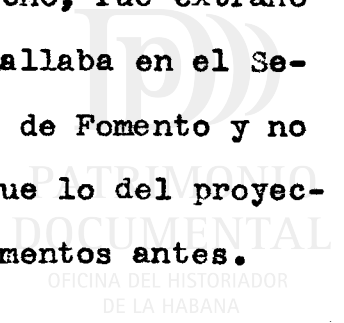 eno, fue extraño
allaba en el Se-
de Fomento y no
ue lo del proyec-
mentos antes.
PATRIMONIO
DOCUMENTAL
OFICINA DEL HISTORIADOR
DE LA HABANA